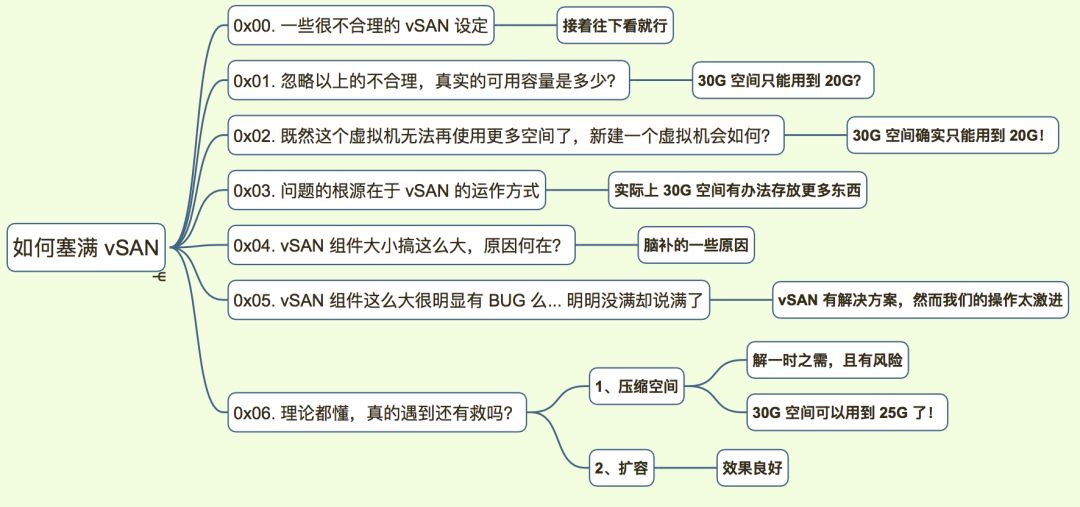 如何塞满 vSAN
0x00. 一些很不合理的 vSAN 设定
接着往下看就行
0x01. 忽略以上的不合理，真实的可用容量是多少？
30G 空间只能用到 20G？
0x02. 既然这个虚拟机无法再使用更多空间了，新建一个虚拟机会如何？
30G 空间确实只能用到 20G！
0x03. 问题的根源在于 vSAN 的运作方式
实际上 30G 空间有办法存放更多东西
0x04. vSAN 组件大小搞这么大，原因何在？
脑补的一些原因
0x05. vSAN 组件这么大很明显有 BUG 么... 明明没满却说满了
vSAN 有解决方案，然而我们的操作太激进
0x06. 理论都懂，真的遇到还有救吗？
1、压缩空间
解一时之需，且有风险
30G 空间可以用到 25G 了！
2、扩容
效果良好